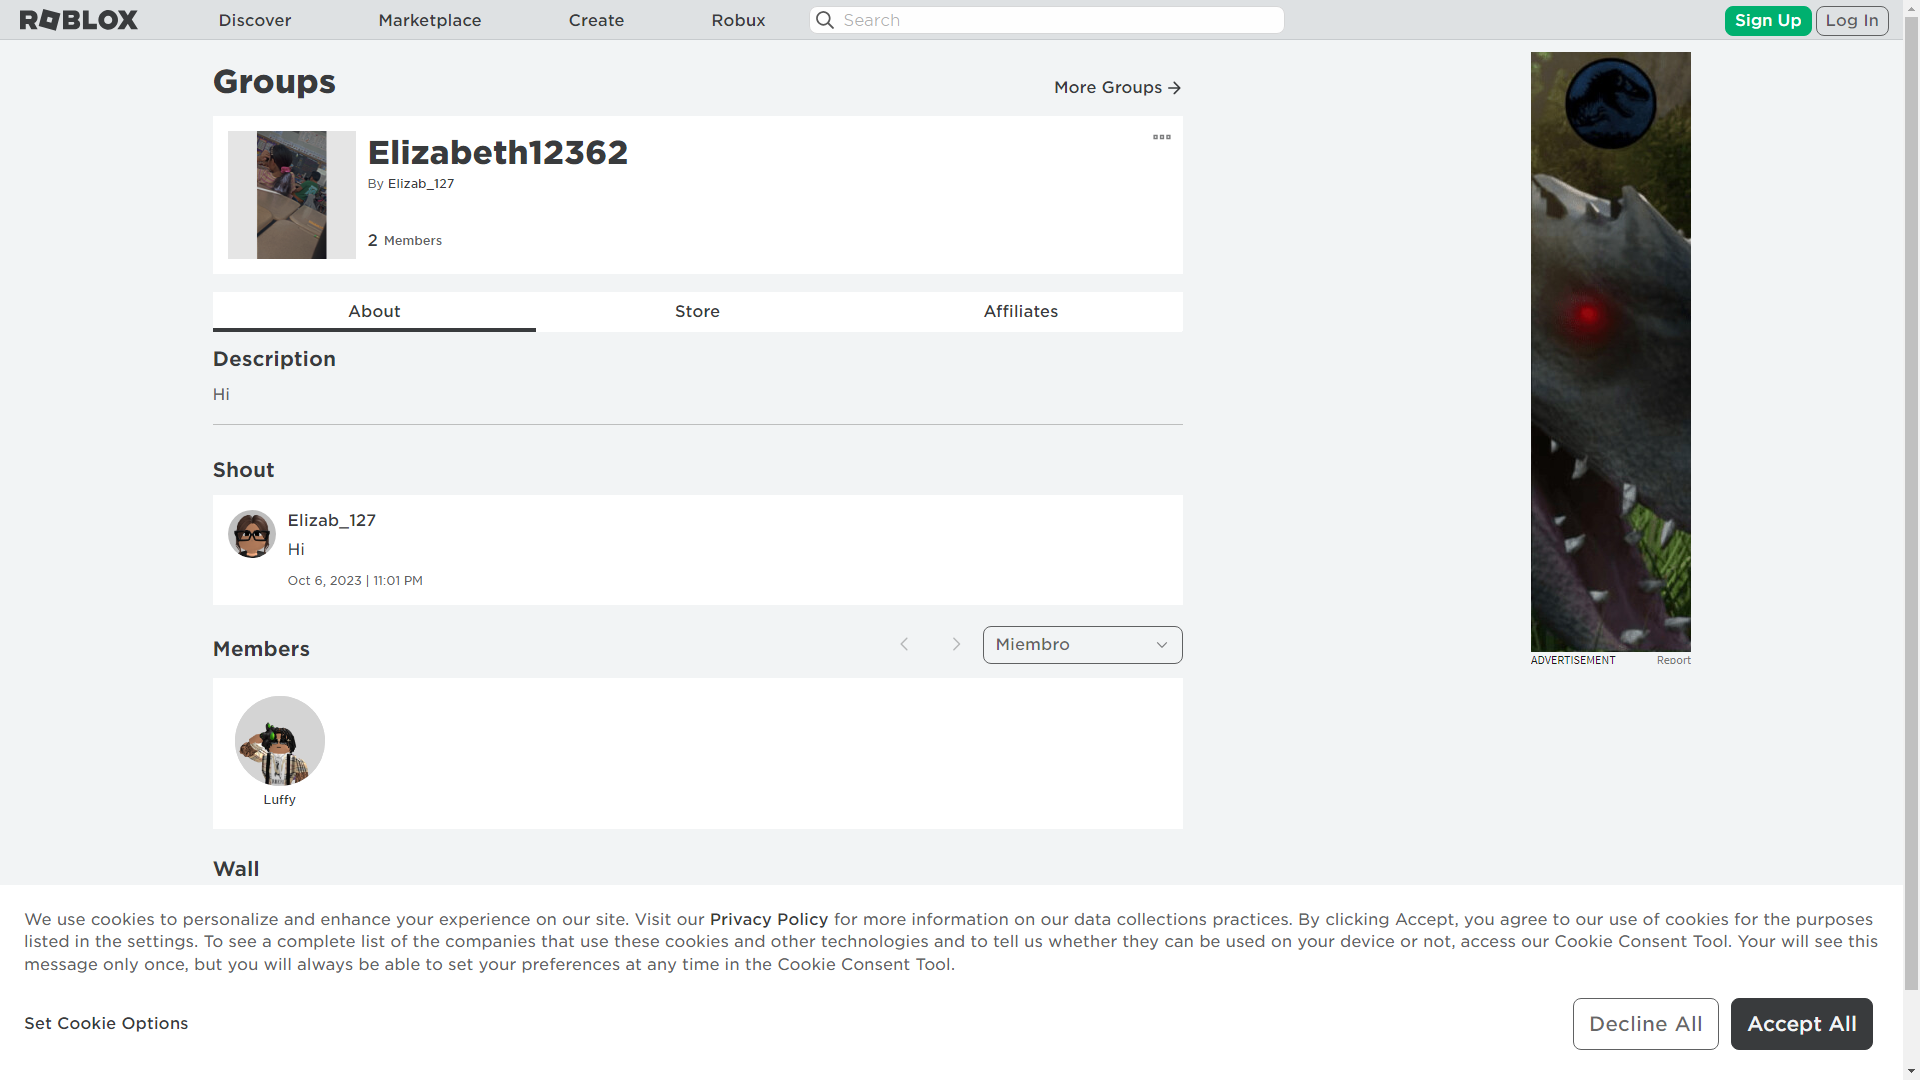 ROBLOX
Discover
Marketplace
Create
Robux
Search
Sign Up
Log In
Groups
More Groups
Elizabeth12362
By Elizab_127
2 Members
About
Store
Affiliates
Description
Hi
Shout
Elizab_127
Hi
Oct 6, 2023 | 11:01 PM
Members
Miembro
Luffy
Wall
ADVERTISEMENT
Report
We use cookies to personalize and enhance your experience on our site. Visit our Privacy Policy for more information on our data collections practices. By clicking Accept, you agree to our use of cookies for the purposes
listed in the settings. To see a complete list of the companies that use these cookies and other technologies and to tell us whether they can be used on your device or not, access our Cookie Consent Tool. Your will see this
message only once, but you will always be able to set your preferences at any time in the Cookie Consent Tool.
Set Cookie Options
Decline All
Accept All